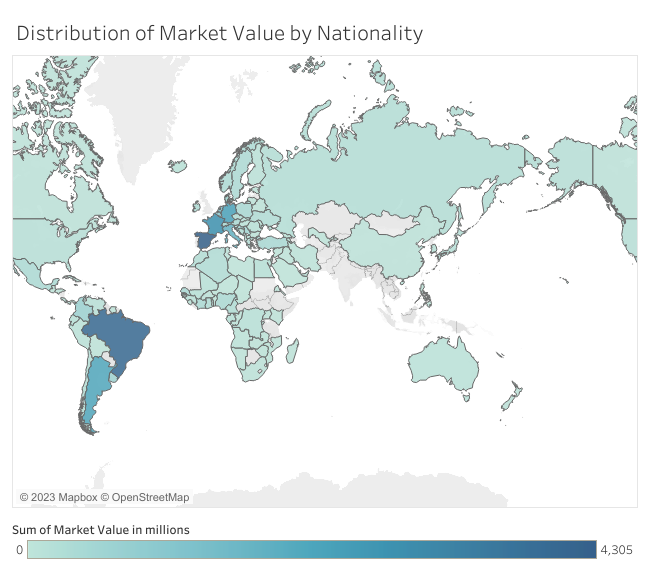 Distribution of Market Value by Nationality
© 2023 Mapbox © OpenStreetMap
Sum of Market Value in millions
0 4,305